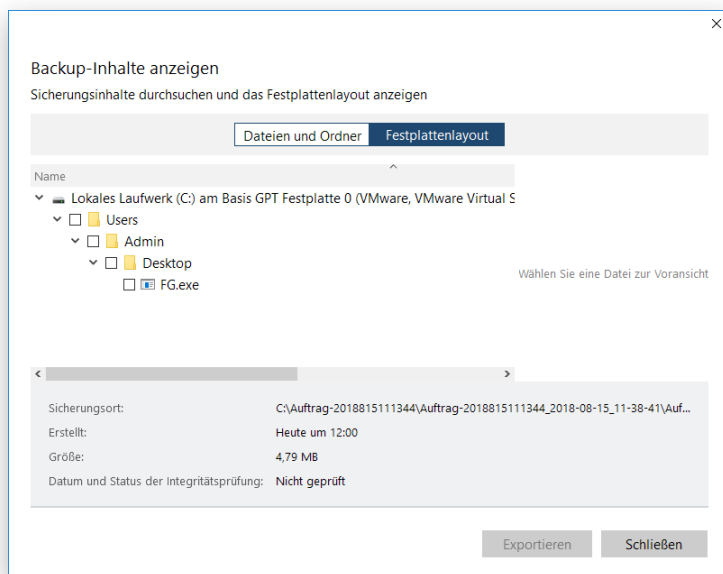 Backup-Inhalte anzeigen
Sicherungsinhalte durchsuchen und das Festplattenlayout anzeigen
Dateien und Ordner Festplattenlayout
Name
Lokales Laufwerk (C:) am Basis GPT Festplatte 0 (VMware, VMware Virtual S
Users
Admin
Desktop
FG.exe
Wählen Sie eine Datei zur Voransicht
Sicherungsort: C:\Auftrag-2018815111344\Auftrag-2018815111344_2018-08-15_11-38-41\Auf...
Erstellt: Heute um 12:00
Größe: 4,79 MB
Datum und Status der Integritätsprüfung: Nicht geprüft
Exportieren Schließen